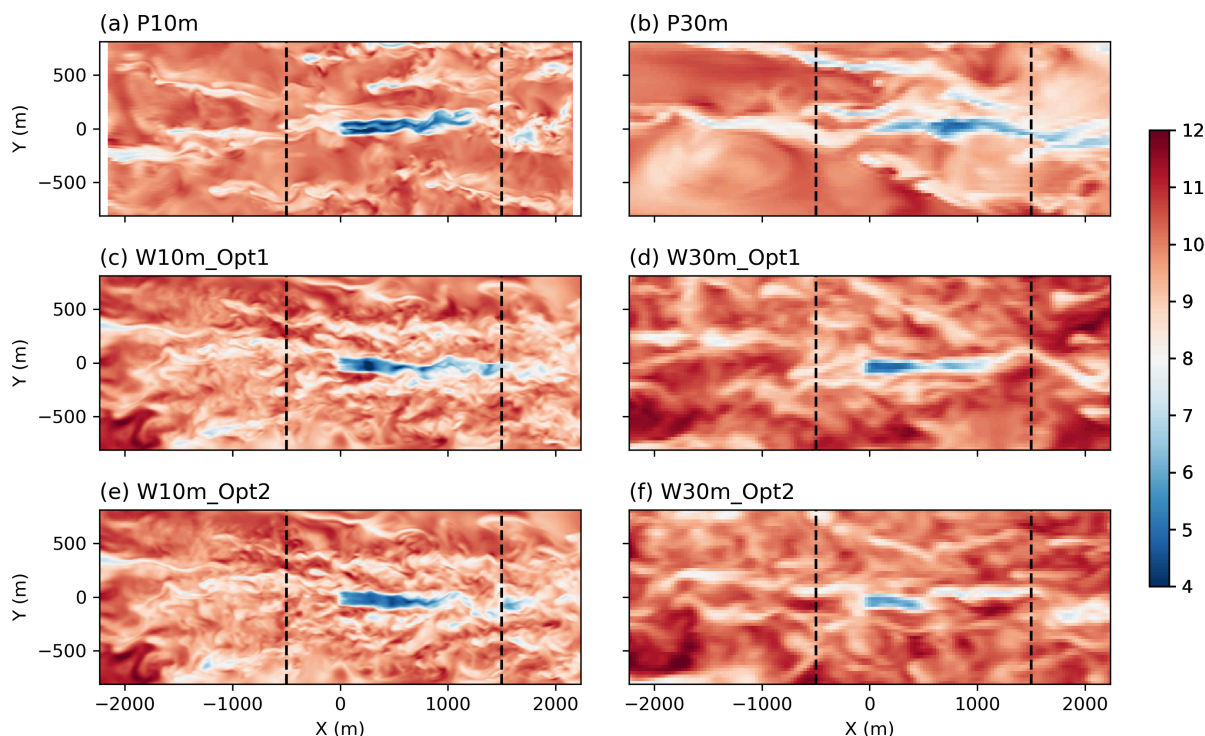 (a) P10m
(b) P30m
500
0
−500
Y (m)
12
11
10
9
8
7
6
5
4
(c) W10m_Opt1
(d) W30m_Opt1
500
0
−500
Y (m)
(e) W10m_Opt2
(f) W30m_Opt2
500
0
−500
Y (m)
−2000 −1000 0 1000 2000
−2000 −1000 0 1000 2000
X (m)
X (m)